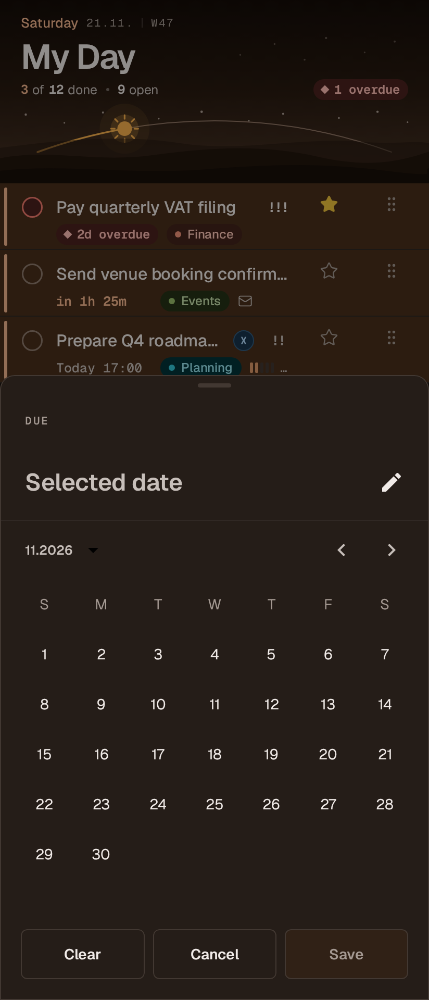 Saturday 21.11. | W47
My Day
3 of 12 done • 9 open
◆ 1 overdue
Pay quarterly VAT filing !!!
◆ 2d overdue • Finance
Send venue booking confirm…
in 1h 25m • Events
Prepare Q4 roadma… X !!
Today 17:00 • Planning …
DUE
Selected date
11.2026
S M T W T F S
1 2 3 4 5 6 7
8 9 10 11 12 13 14
15 16 17 18 19 20 21
22 23 24 25 26 27 28
29 30
Clear Cancel Save